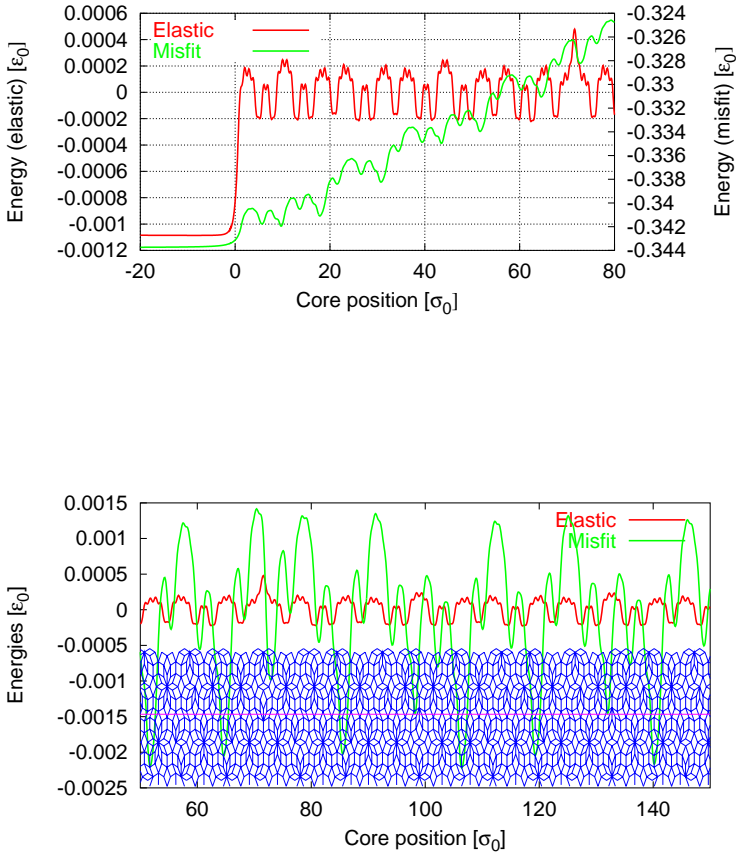 Elastic
Misfit
0.0006
0.0004
0.0002
0
-0.0002
-0.0004
-0.0006
-0.0008
-0.001
-0.0012
Energy (elastic) [ε0]
-0.324
-0.326
-0.328
-0.33
-0.332
-0.334
-0.336
-0.338
-0.34
-0.342
-0.344
Energy (misfit) [ε0]
-20 0 20 40 60 80
Core position [σ0]
Elastic
Misfit
0.0015
0.001
0.0005
0
-0.0005
-0.001
-0.0015
-0.002
-0.0025
Energies [ε0]
60 80 100 120 140
Core position [σ0]